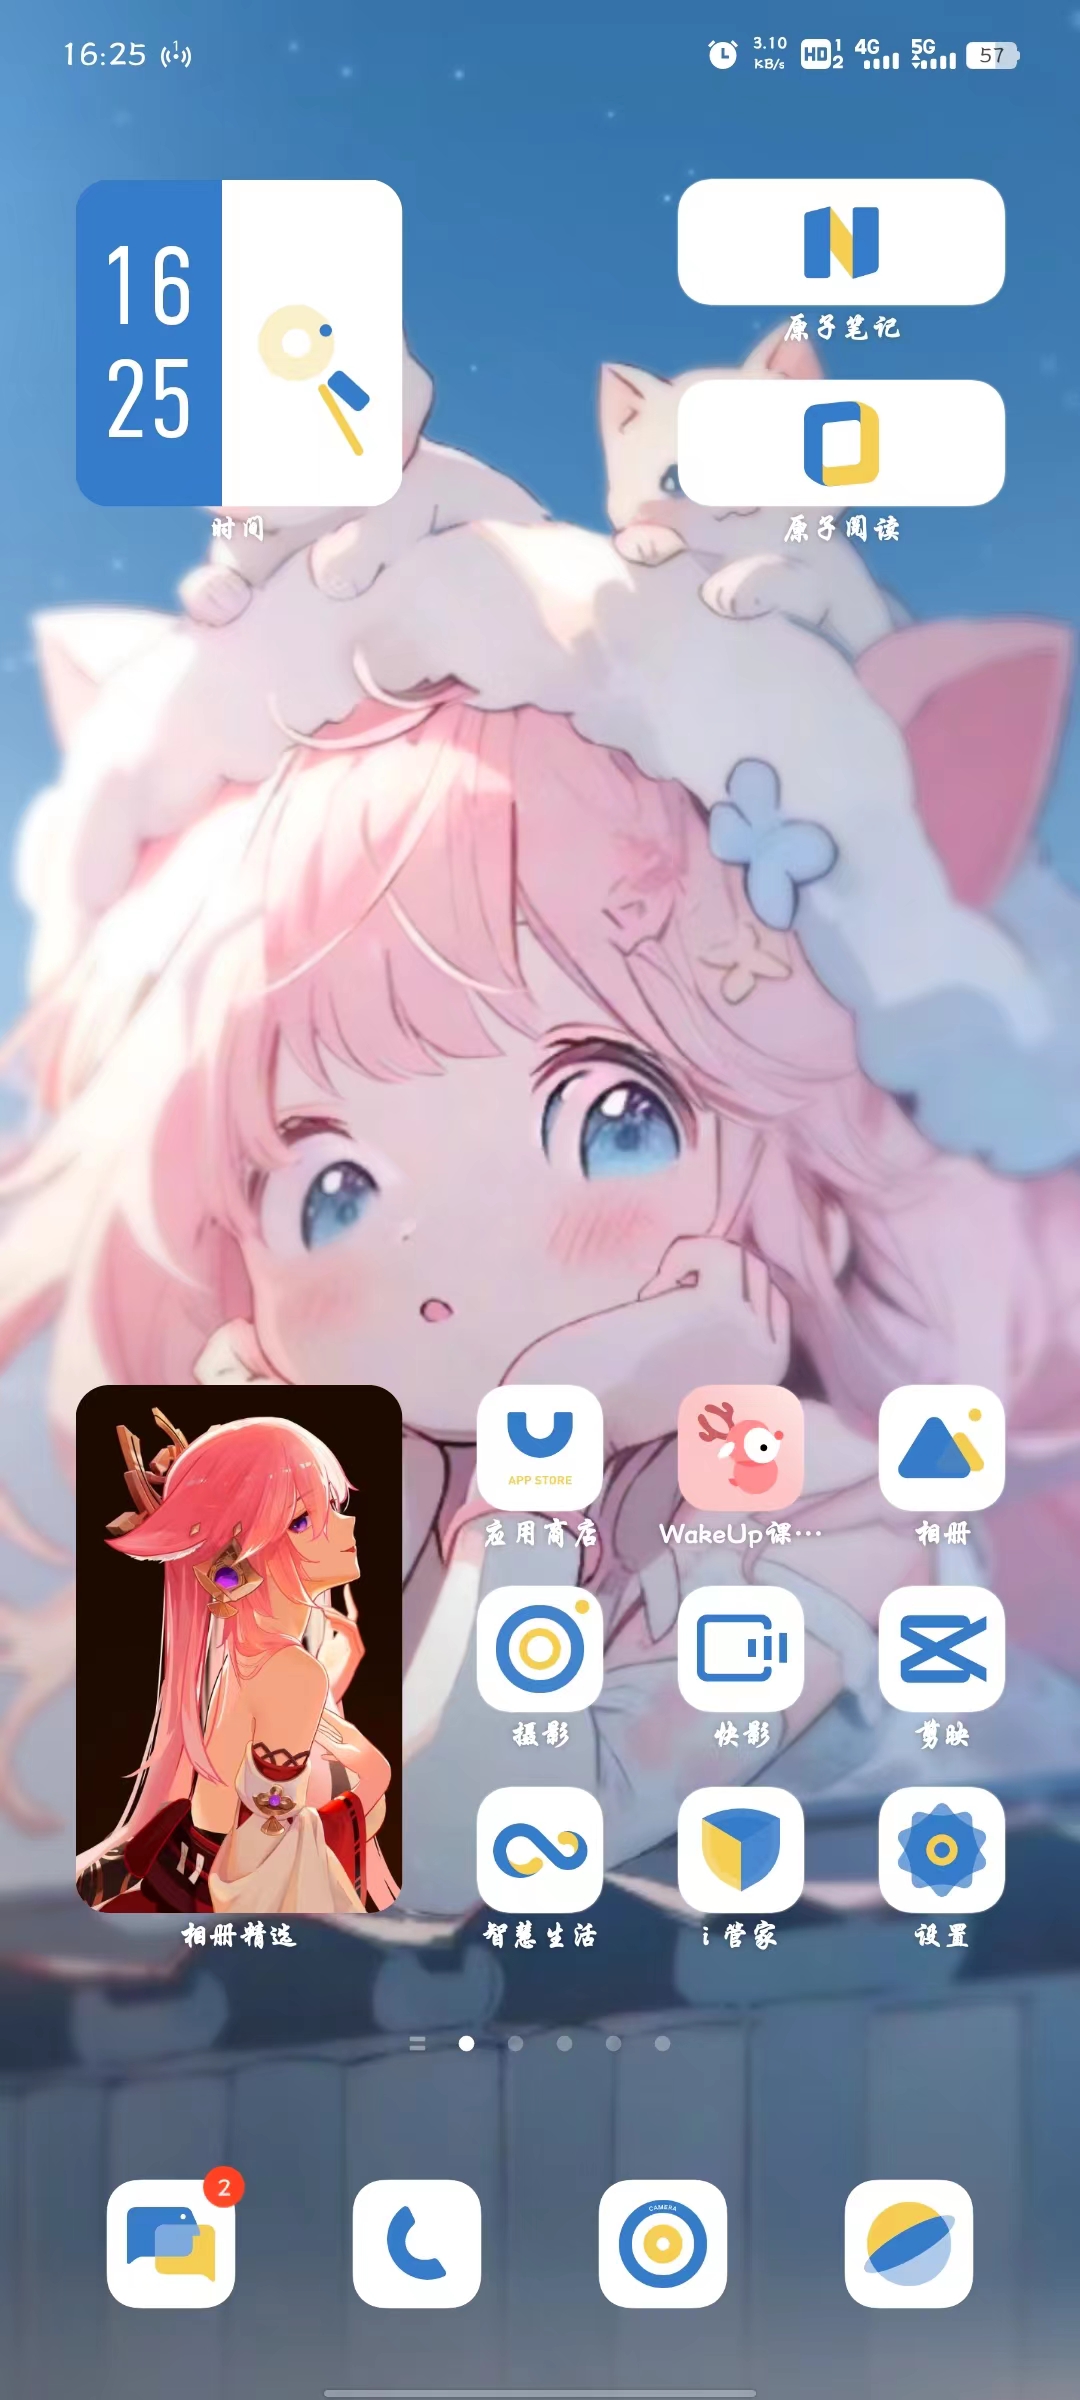 16:25
3.10
KB/s
HD 1
2
4G
5G
57
16
25
时间
原子笔记
原子阅读
APP STORE
应用商店
WakeUp课…
相册
摄影
快影
剪映
相册精选
智慧生活
i 管家
设置
2
CAMERA